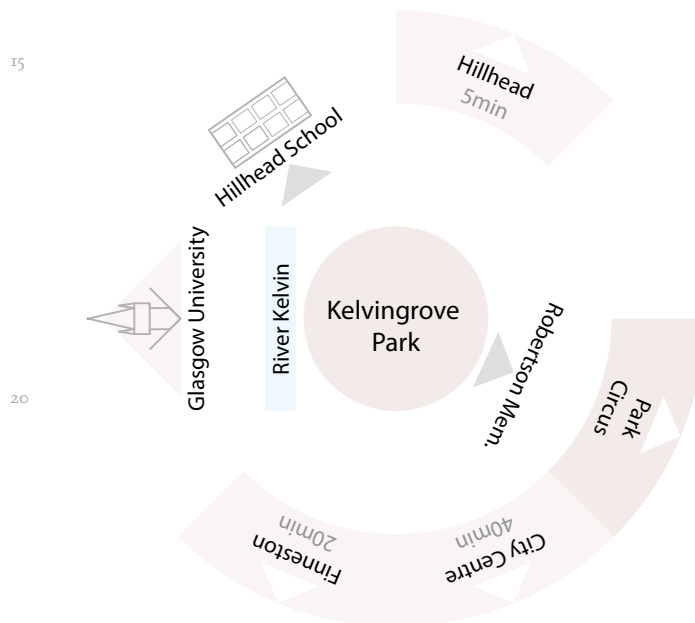 15
Hillhead
5min
Hillhead School
Glasgow University
River Kelvin
Kelvingrove
Park
Robertson Mem.
Park
Circus
20
20min
Finneston
40min
City Centre